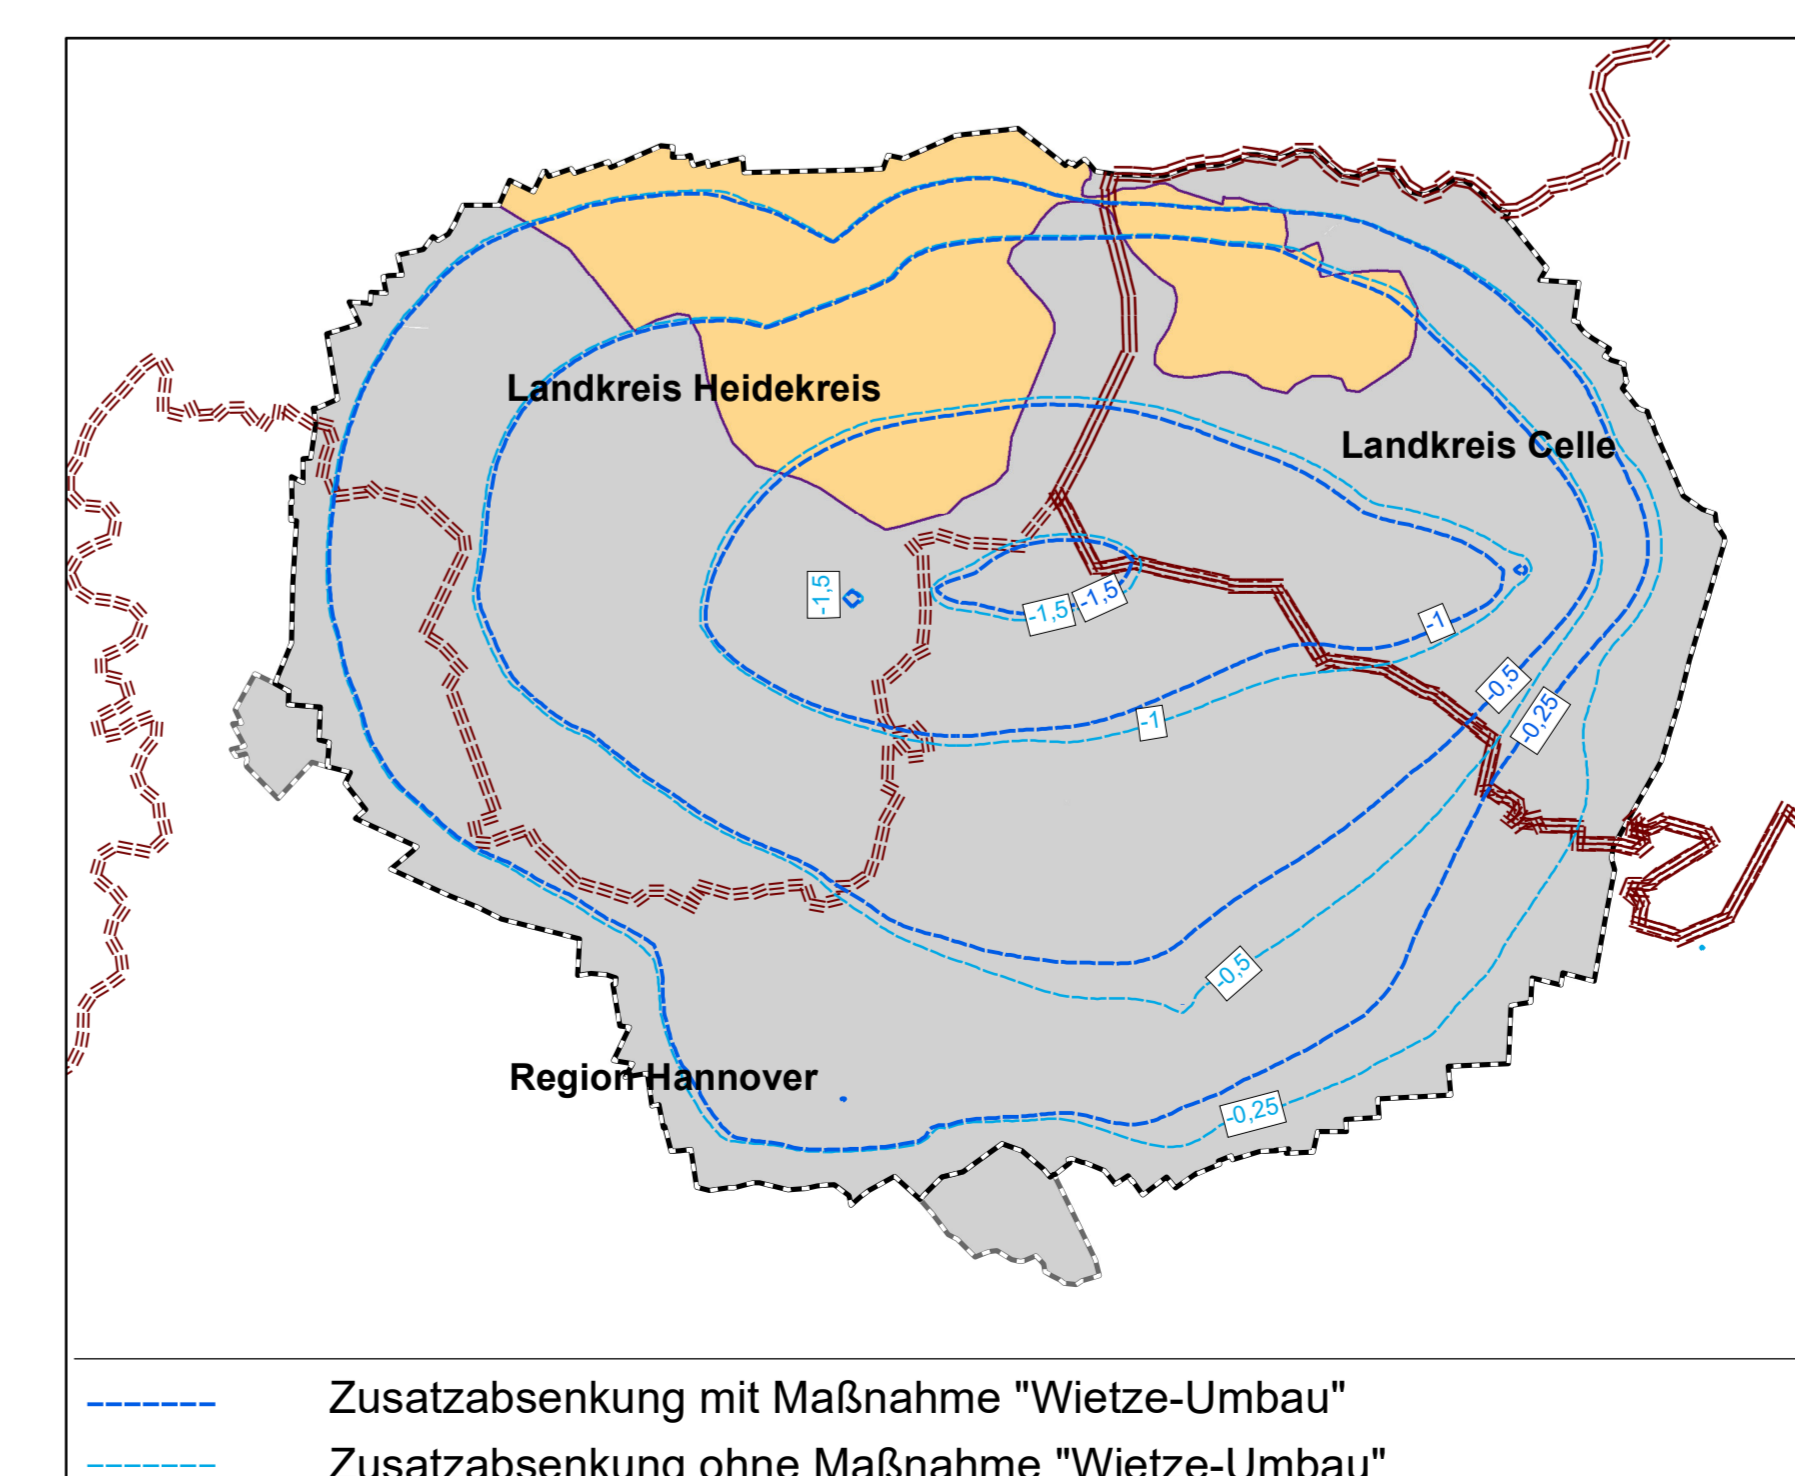 Landkreis Heidekreis
Landkreis Celle
-1,5
-1,5
-1,5
-1
-1
-0,5
-0,25
-0,5
Region Hannover
-0,25
Zusatzabsenkung mit Maßnahme "Wietze-Umbau"
Zusatzabsenkung ohne Maßnahme "Wietze-Umbau"